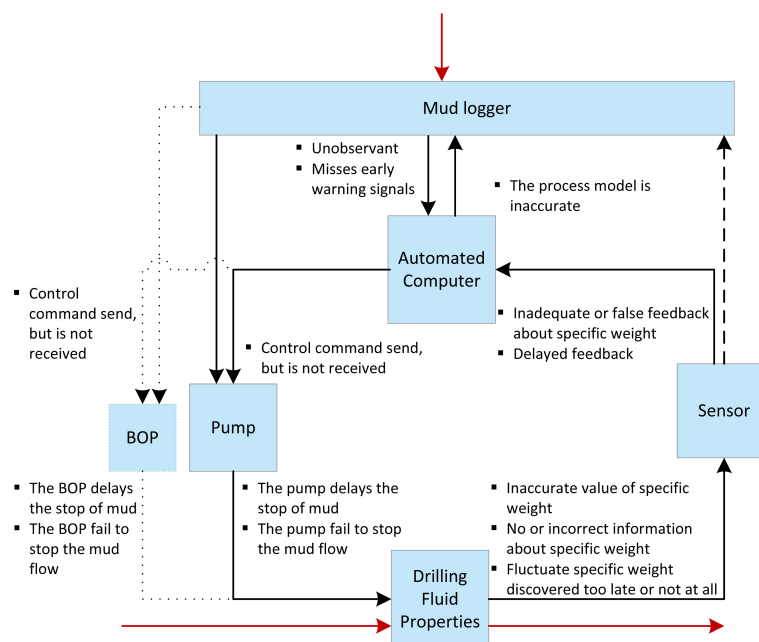 Mud logger
▪ Unobservant
▪ Misses early
warning signals
▪ The process model is
inaccurate
Automated
Computer
▪ Control
command send,
but is not
received
▪ Control command send,
but is not received
▪ Inadequate or false feedback
about specific weight
▪ Delayed feedback
BOP
Pump
Sensor
▪ The BOP delays
the stop of mud
▪ The BOP fail to
stop the mud
flow
▪ The pump delays the
stop of mud
▪ The pump fail to stop
the mud flow
▪ Inaccurate value of specific
weight
▪ No or incorrect information
about specific weight
▪ Fluctuate specific weight
discovered too late or not at all
Drilling
Fluid
Properties